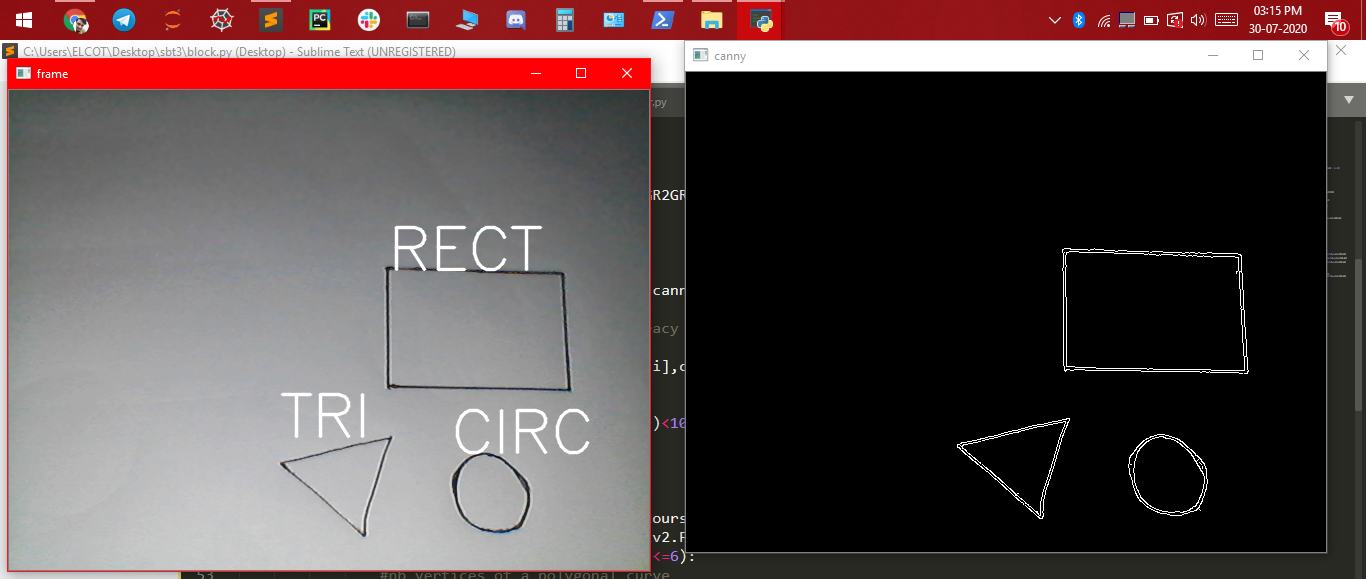 03:15 PM
30-07-2020
10
C:\Users\ELCOT\Desktop\sbt3\block.py (Desktop) - Sublime Text (UNREGISTERED)
frame
canny
.py
R2GR
RECT
cann
acy
i],c
TRI
CIRC
)<10
ours
v2.F
<=6):
53 #nb vertices of a polygonal curve